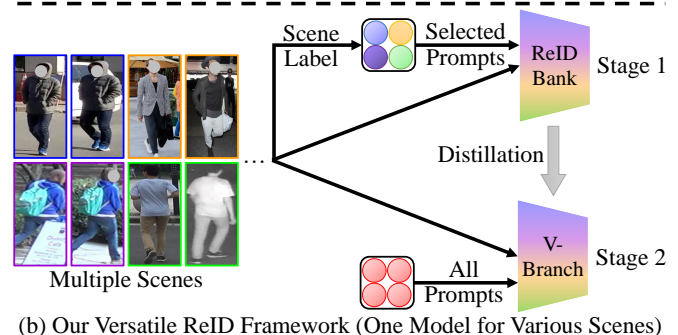 Scene
Label
Selected
Prompts
ReID
Bank
Stage 1
...
Distillation
Multiple Scenes
All
Prompts
V-
Branch
Stage 2
(b) Our Versatile ReID Framework (One Model for Various Scenes)